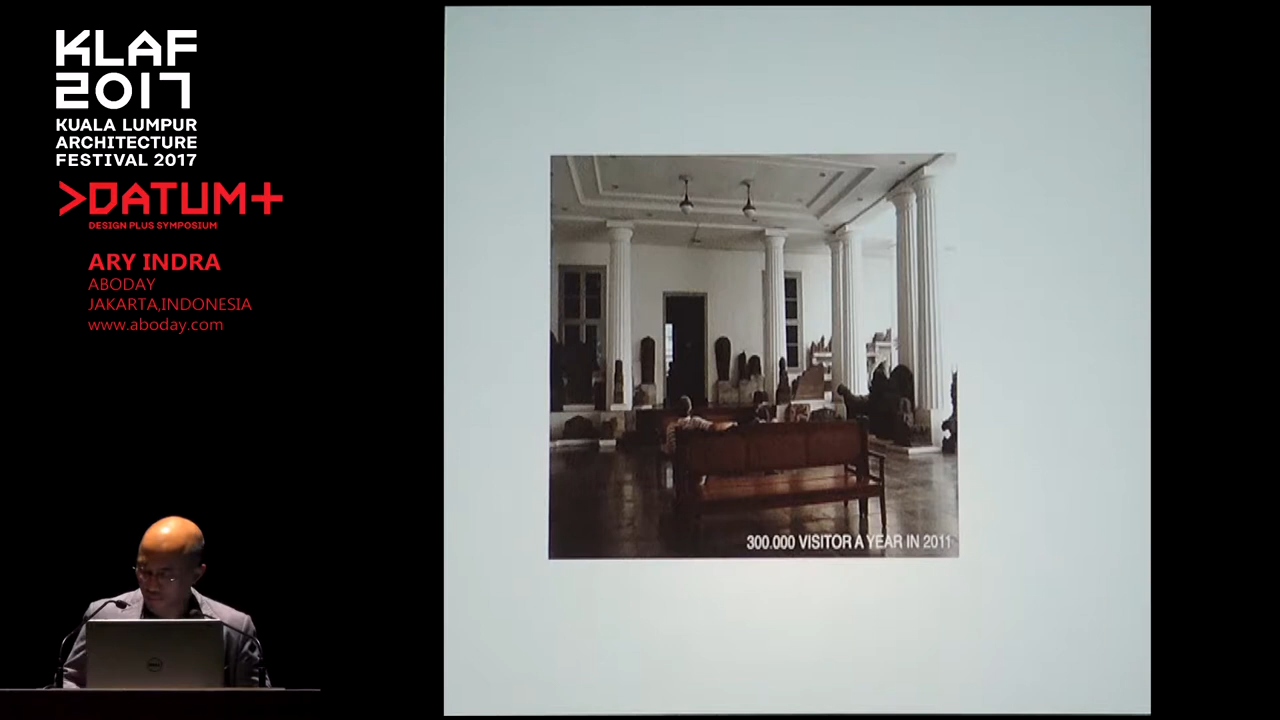 KLAF
2017
KUALA LUMPUR
ARCHITECTURE
FESTIVAL 2017
>DATUM+
DESIGN PLUS SYMPOSIUM
ARY INDRA
ABODAY
JAKARTA,INDONESIA
www.aboday.com
DELL
300.000 VISITOR A YEAR IN 2011